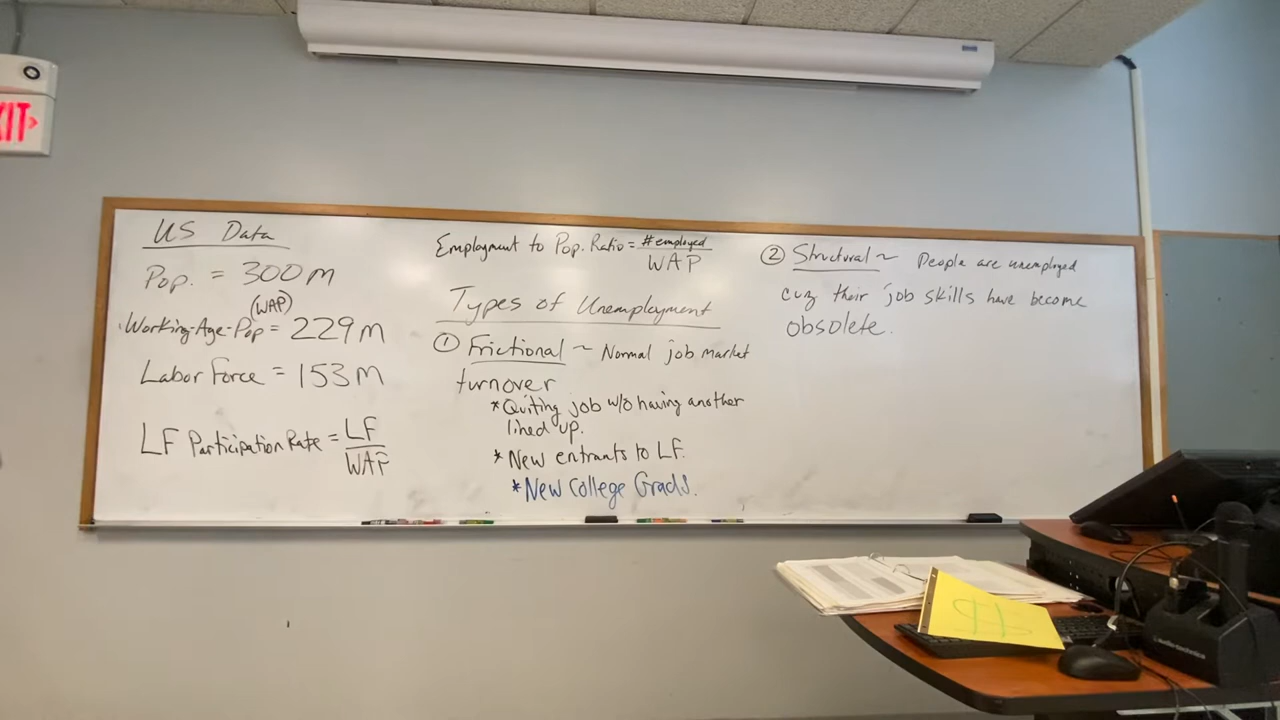 EXIT>
US Data
Pop. = 300m
(WAP)
Working-Age-Pop = 229m
Labor Force = 153m
LF Participation Rate = LF
WAP
Employment to Pop. Ratio = #employed
WAP
Types of Unemployment
① Frictional ~ Normal job market
turnover
* Quiting job w/o having another
lined up.
* New entrants to LF.
* New College Grads.
② Structural ~ People are unemployed
cuz their job skills have become
obsolete.
$